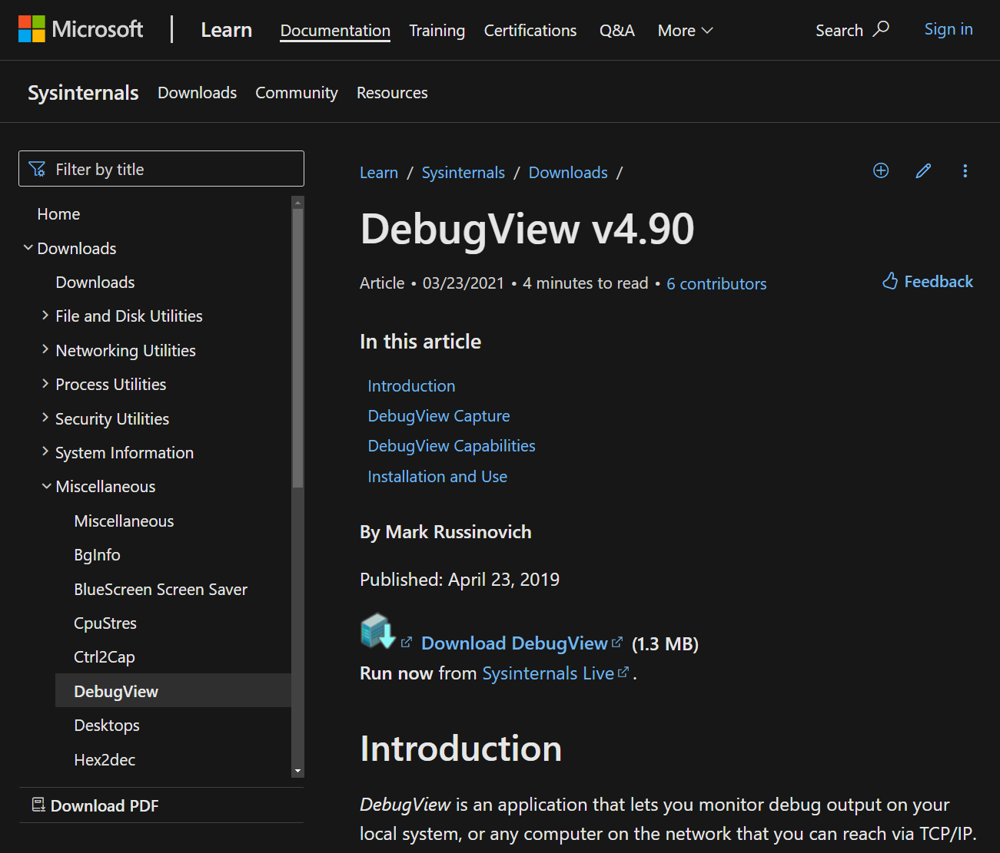 Microsoft Learn Documentation Training Certifications Q&A More Search Sign in
Sysinternals Downloads Community Resources
Filter by title
Home
Downloads
Downloads
File and Disk Utilities
Networking Utilities
Process Utilities
Security Utilities
System Information
Miscellaneous
Miscellaneous
BgInfo
BlueScreen Screen Saver
CpuStres
Ctrl2Cap
DebugView
Desktops
Hex2dec
Download PDF
Learn / Sysinternals / Downloads /
DebugView v4.90
Article • 03/23/2021 • 4 minutes to read • 6 contributors
Feedback
In this article
Introduction
DebugView Capture
DebugView Capabilities
Installation and Use
By Mark Russinovich
Published: April 23, 2019
Download DebugView (1.3 MB)
Run now from Sysinternals Live .
Introduction
DebugView is an application that lets you monitor debug output on your
local system, or any computer on the network that you can reach via TCP/IP.